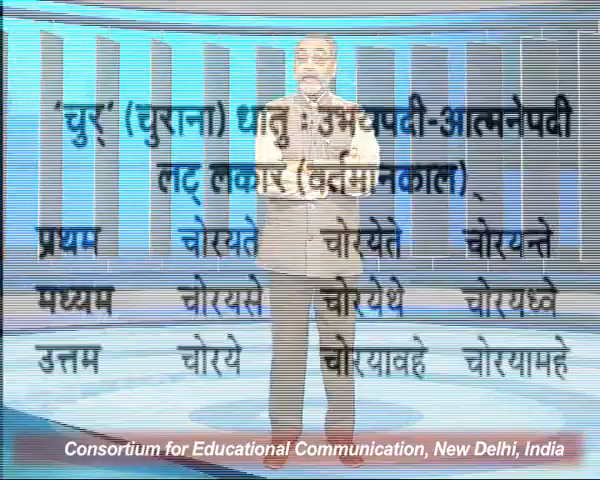 'चुर्' (चुराना) धातु : उभयपदी-आत्मनेपदी
लट् लकार (वर्तमानकाल)
प्रथम चोरयते चोरयेते चोरयन्ते
मध्यम चोरयसे चोरयेथे चोरयध्वे
उत्तम चोरये चोरयावहे चोरयामहे
Consortium for Educational Communication, New Delhi, India